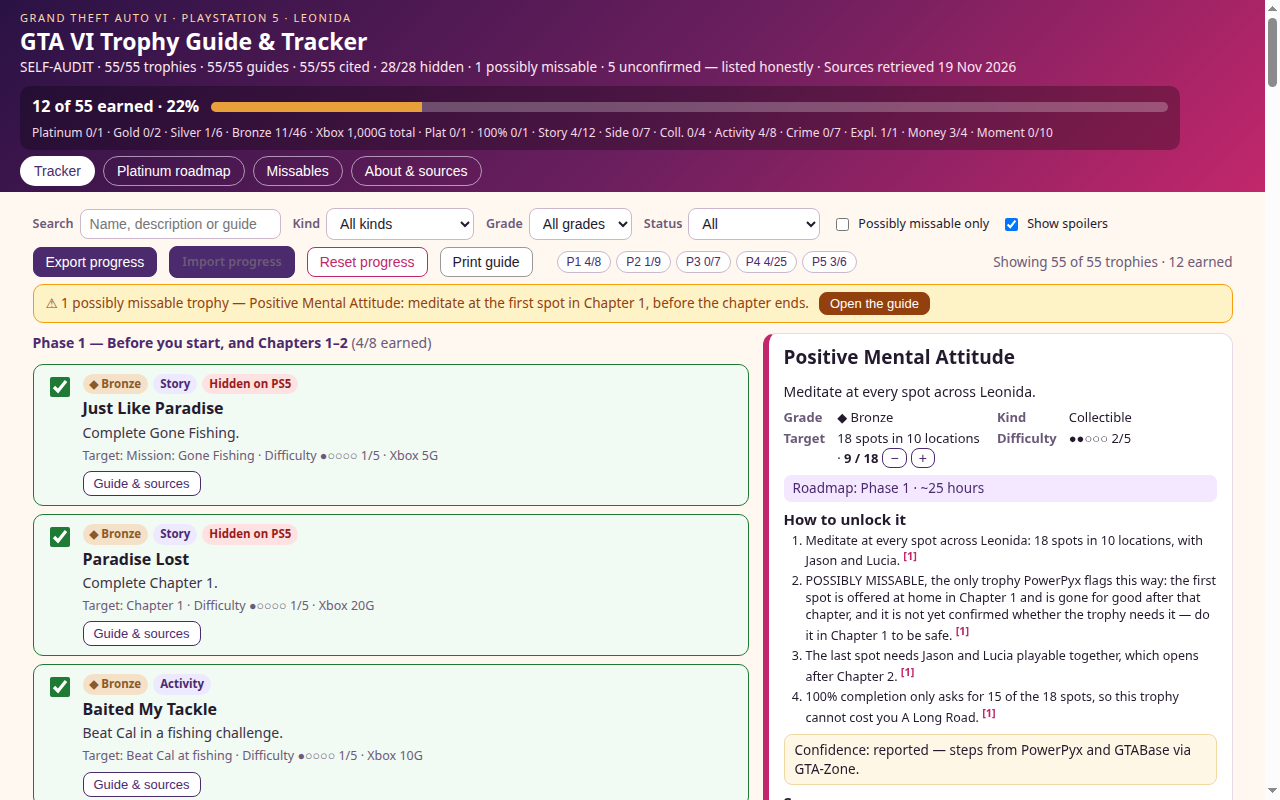 GRAND THEFT AUTO VI · PLAYSTATION 5 · LEONIDA
GTA VI Trophy Guide & Tracker
SELF-AUDIT · 55/55 trophies · 55/55 guides · 55/55 cited · 28/28 hidden · 1 possibly missable · 5 unconfirmed — listed honestly · Sources retrieved 19 Nov 2026
12 of 55 earned · 22%
Platinum 0/1 · Gold 0/2 · Silver 1/6 · Bronze 11/46 · Xbox 1,000G total · Plat 0/1 · 100% 0/1 · Story 4/12 · Side 0/7 · Coll. 0/4 · Activity 4/8 · Crime 0/7 · Expl. 1/1 · Money 3/4 · Moment 0/10
Tracker Platinum roadmap Missables About & sources
Search Name, description or guide Kind All kinds Grade All grades Status All Possibly missable only Show spoilers
Export progress Import progress Reset progress Print guide P1 4/8 P2 1/9 P3 0/7 P4 4/25 P5 3/6 Showing 55 of 55 trophies · 12 earned
⚠ 1 possibly missable trophy — Positive Mental Attitude: meditate at the first spot in Chapter 1, before the chapter ends. Open the guide
Phase 1 — Before you start, and Chapters 1–2 (4/8 earned)
◆ Bronze Story Hidden on PS5
Just Like Paradise
Complete Gone Fishing.
Target: Mission: Gone Fishing · Difficulty ●○○○○ 1/5 · Xbox 5G
Guide & sources
◆ Bronze Story Hidden on PS5
Paradise Lost
Complete Chapter 1.
Target: Chapter 1 · Difficulty ●○○○○ 1/5 · Xbox 20G
Guide & sources
◆ Bronze Activity
Baited My Tackle
Beat Cal in a fishing challenge.
Target: Beat Cal at fishing · Difficulty ●○○○○ 1/5 · Xbox 10G
Guide & sources
Positive Mental Attitude
Meditate at every spot across Leonida.
Grade ◆ Bronze Kind Collectible
Target 18 spots in 10 locations Difficulty ●●○○○ 2/5
· 9 / 18 − +
Roadmap: Phase 1 · ~25 hours
How to unlock it
1. Meditate at every spot across Leonida: 18 spots in 10 locations, with
Jason and Lucia. [1]
2. POSSIBLY MISSABLE, the only trophy PowerPyx flags this way: the first
spot is offered at home in Chapter 1 and is gone for good after that
chapter, and it is not yet confirmed whether the trophy needs it — do
it in Chapter 1 to be safe. [1]
3. The last spot needs Jason and Lucia playable together, which opens
after Chapter 2. [1]
4. 100% completion only asks for 15 of the 18 spots, so this trophy
cannot cost you A Long Road. [1]
Confidence: reported — steps from PowerPyx and GTABase via
GTA-Zone.